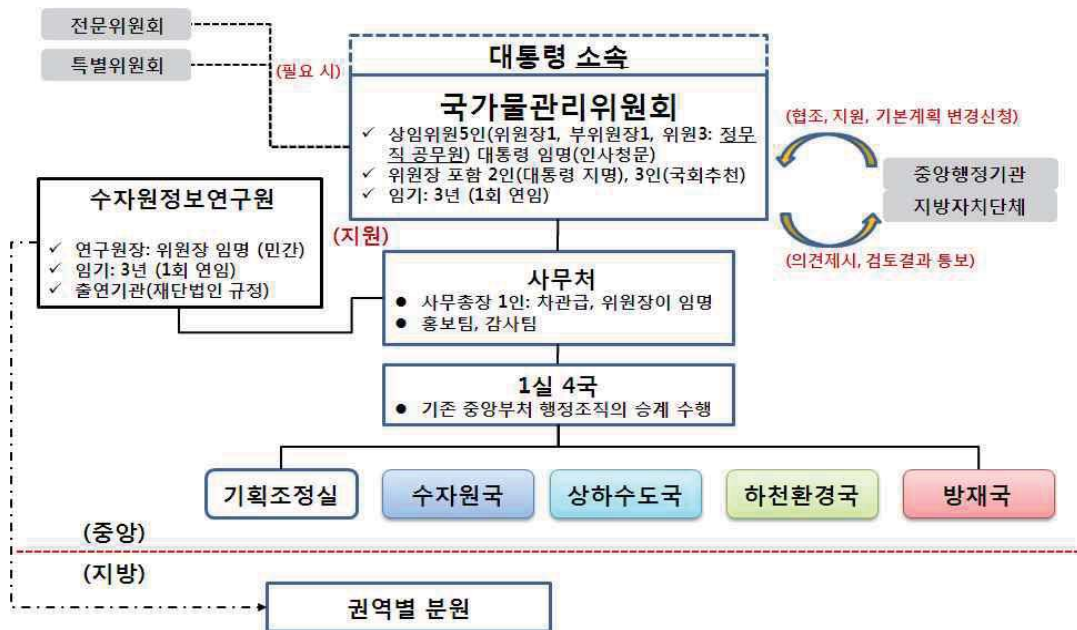 전문위원회
특별위원회
(필요 시)
대통령 소속
국가물관리위원회
✓ 상임위원5인(위원장1, 부위원장1, 위원3: 정무
직 공무원) 대통령 임명(인사청문)
✓ 위원장 포함 2인(대통령 지명), 3인(국회추천)
✓ 임기: 3년 (1회 연임)
(협조, 지원, 기본계획 변경신청)
중앙행정기관
지방자치단체
(의견제시, 검토결과 통보)
수자원정보연구원
✓ 연구원장: 위원장 임명 (민간)
✓ 임기: 3년 (1회 연임)
✓ 출연기관(재단법인 규정)
(지원)
사무처
● 사무총장 1인: 차관급, 위원장이 임명
● 홍보팀, 감사팀
1실 4국
● 기존 중앙부처 행정조직의 승계 수행
기획조정실
수자원국
상하수도국
하천환경국
방재국
(중앙)
(지방)
권역별 분원